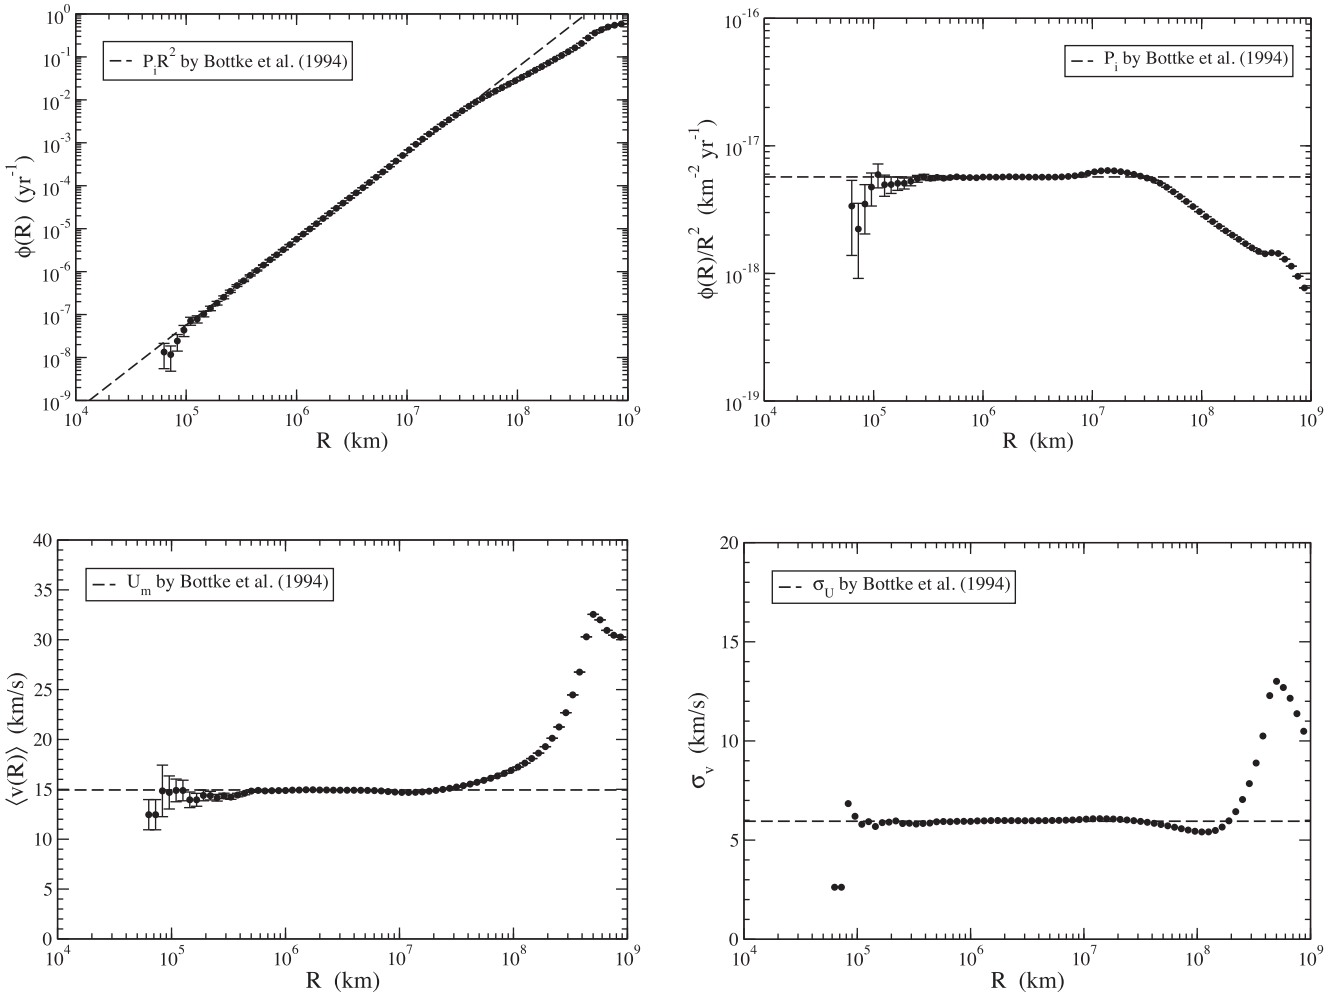 10^0
10^-1
10^-2
10^-3
10^-4
10^-5
10^-6
10^-7
10^-8
10^-9
ϕ(R) (yr^-1)
P_iR^2 by Bottke et al. (1994)
10^4 10^5 10^6 10^7 10^8 10^9
R (km)
10^-16
10^-17
10^-18
10^-19
ϕ(R)/R^2 (km^-2 yr^-1)
P_i by Bottke et al. (1994)
10^4 10^5 10^6 10^7 10^8 10^9
R (km)
40
35
30
25
20
15
10
5
0
⟨v(R)⟩ (km/s)
U_m by Bottke et al. (1994)
10^4 10^5 10^6 10^7 10^8 10^9
R (km)
20
15
10
5
0
σ_v (km/s)
σ_U by Bottke et al. (1994)
10^4 10^5 10^6 10^7 10^8 10^9
R (km)